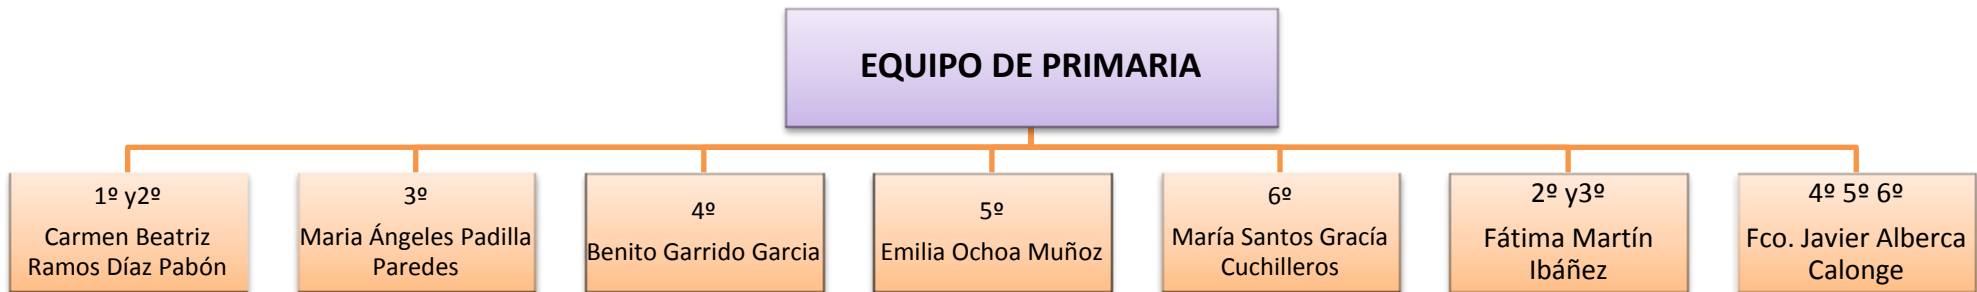 EQUIPO DE PRIMARIA
1º y2º
Carmen Beatriz
Ramos Díaz Pabón
3º
Maria Ángeles Padilla
Paredes
4º
Benito Garrido Garcia
5º
Emilia Ochoa Muñoz
6º
María Santos Gracía
Cuchilleros
2º y3º
Fátima Martín
Ibáñez
4º 5º 6º
Fco. Javier Alberca
Calonge